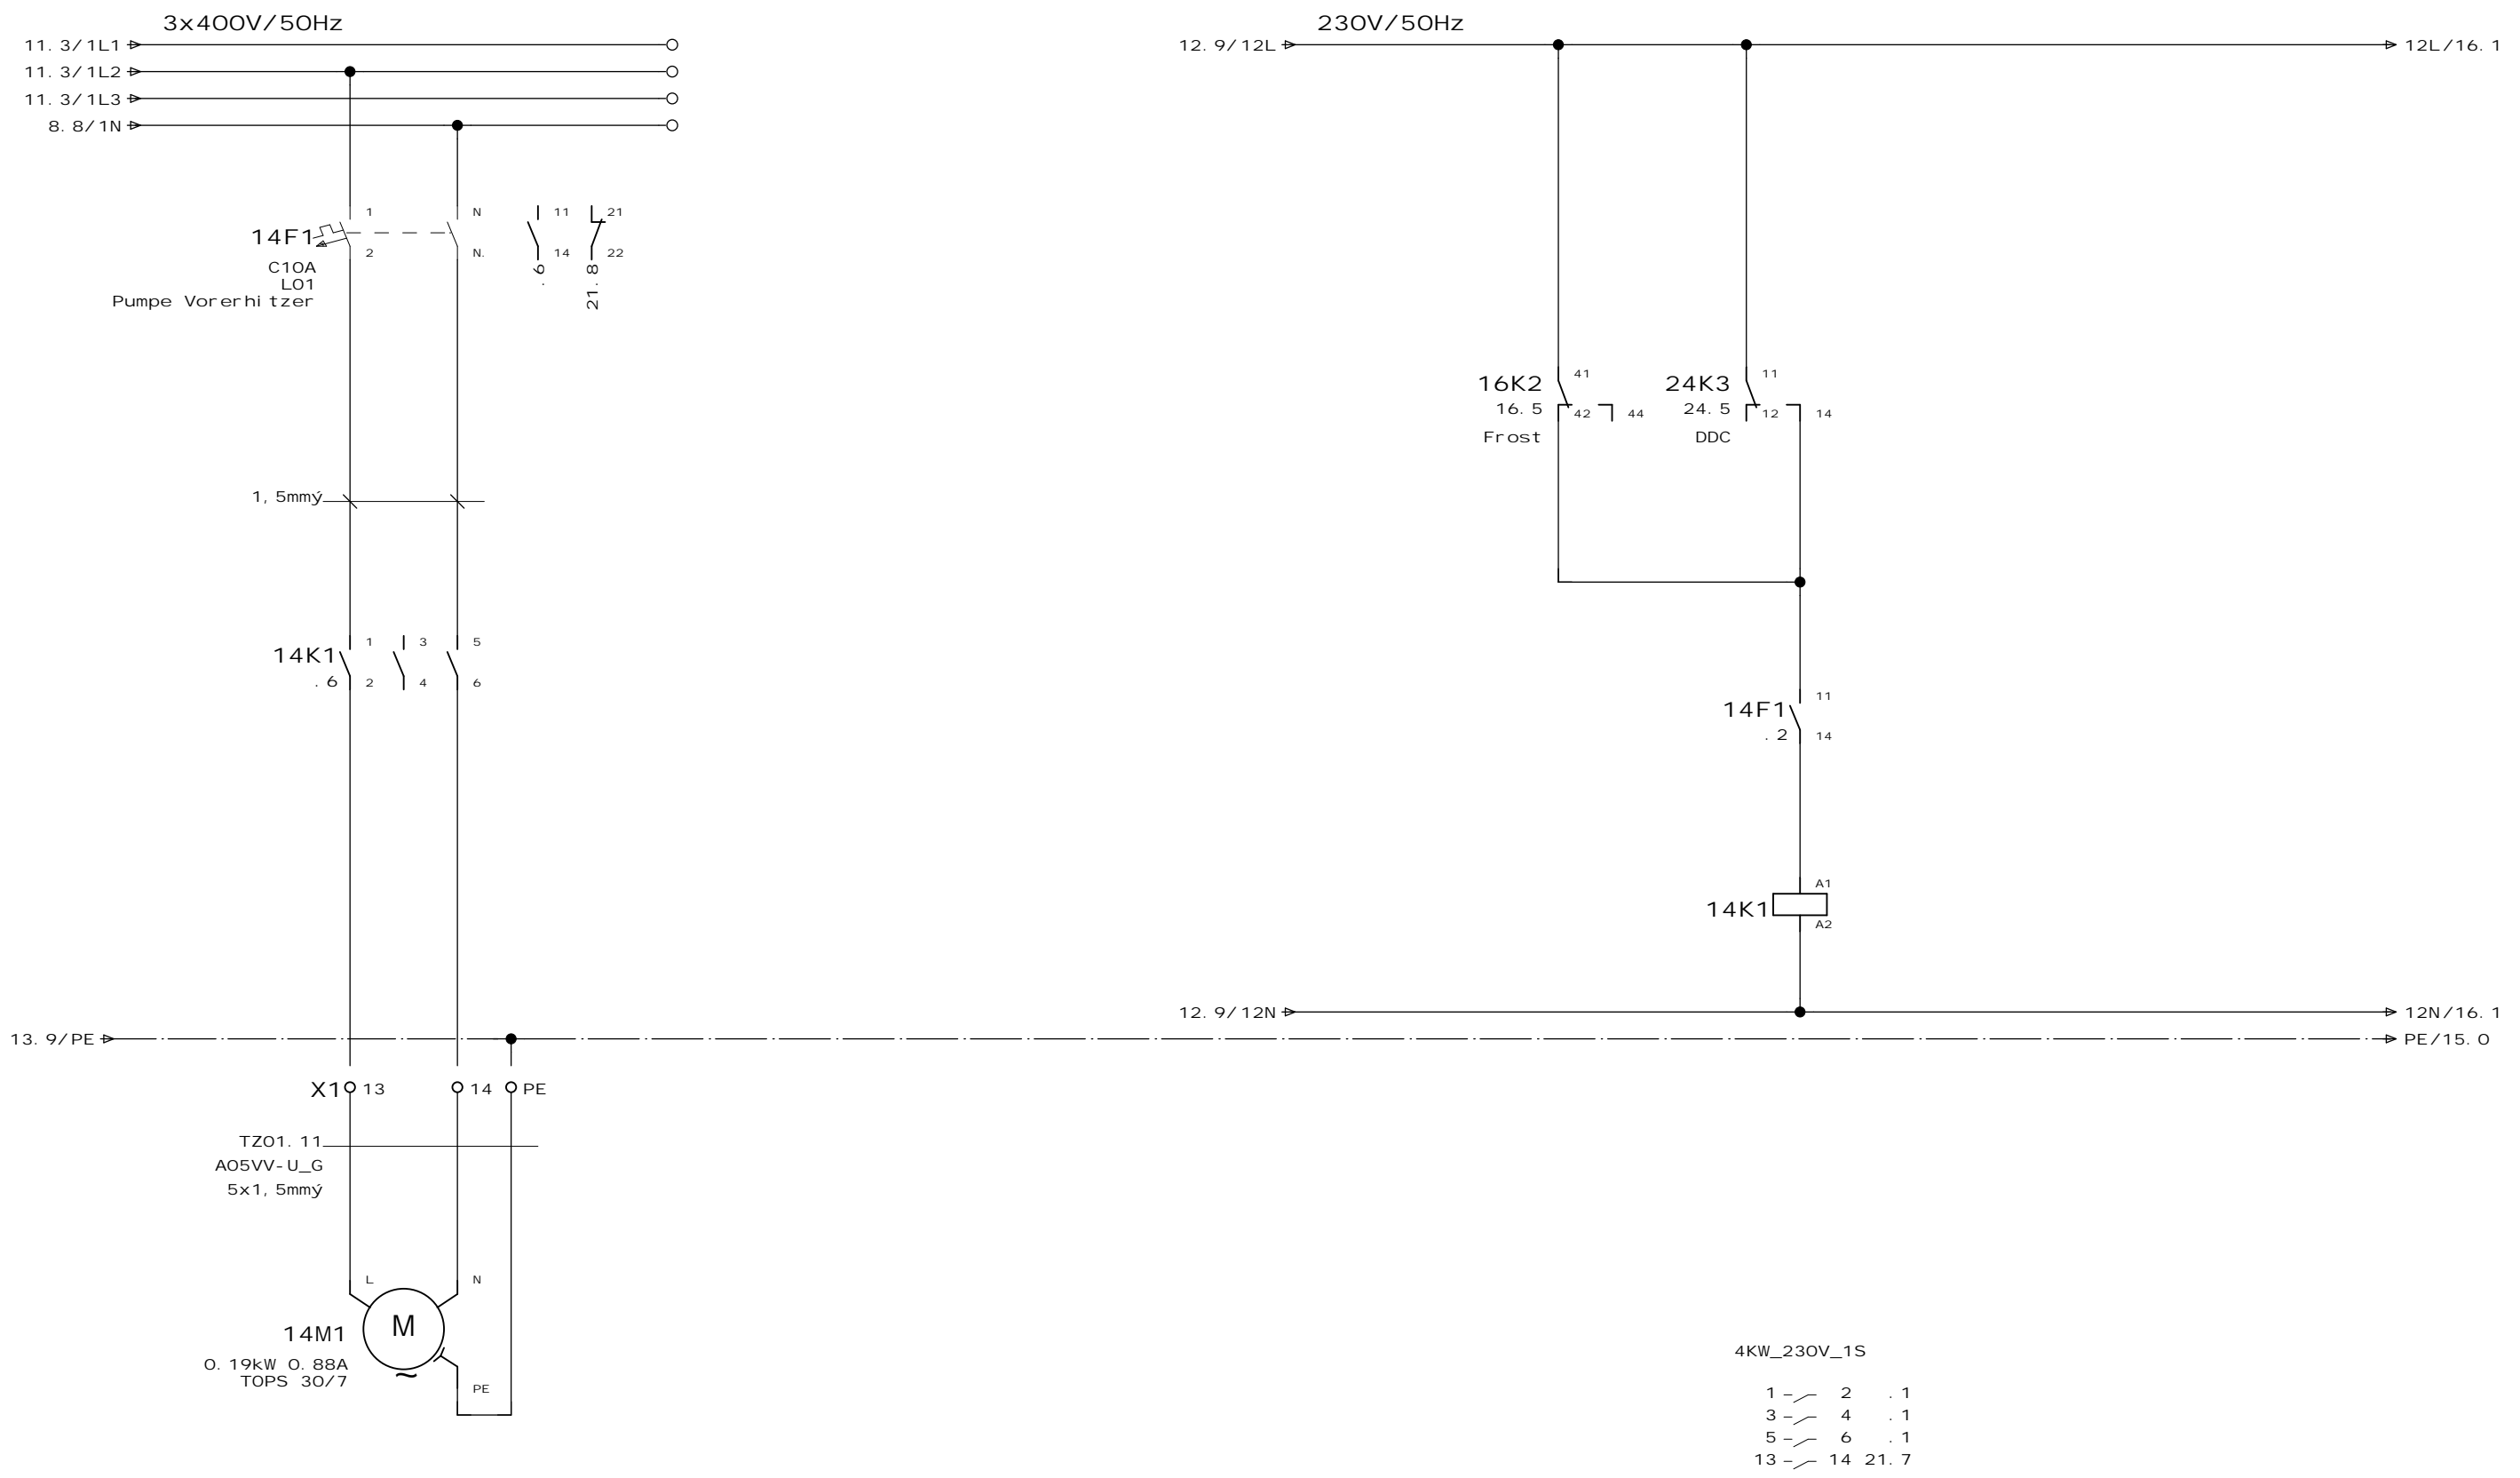 3x400V/50Hz
11.3/1L1
11.3/1L2
11.3/1L3
8.8/1N
230V/50Hz
12.9/12L
12L/16.1
14F1
1
2
N
N.
11
14
21
22
.6
21.8
C10A
L01
Pumpe Vorerhitzer
16K2
16.5
Frost
41
42
44
24K3
24.5
DDC
11
12
14
1,5mmý
14K1
.6
1
2
3
4
5
6
14F1
.2
11
14
14K1
A1
A2
12.9/12N
12N/16.1
13.9/PE
PE/15.0
X1
13
14
PE
TZ01.11
A05VV-U_G
5x1,5mmý
L
N
M
~
PE
14M1
0.19kW 0.88A
TOPS 30/7
4KW_230V_1S
1 2 .1
3 4 .1
5 6 .1
13 14 21.7